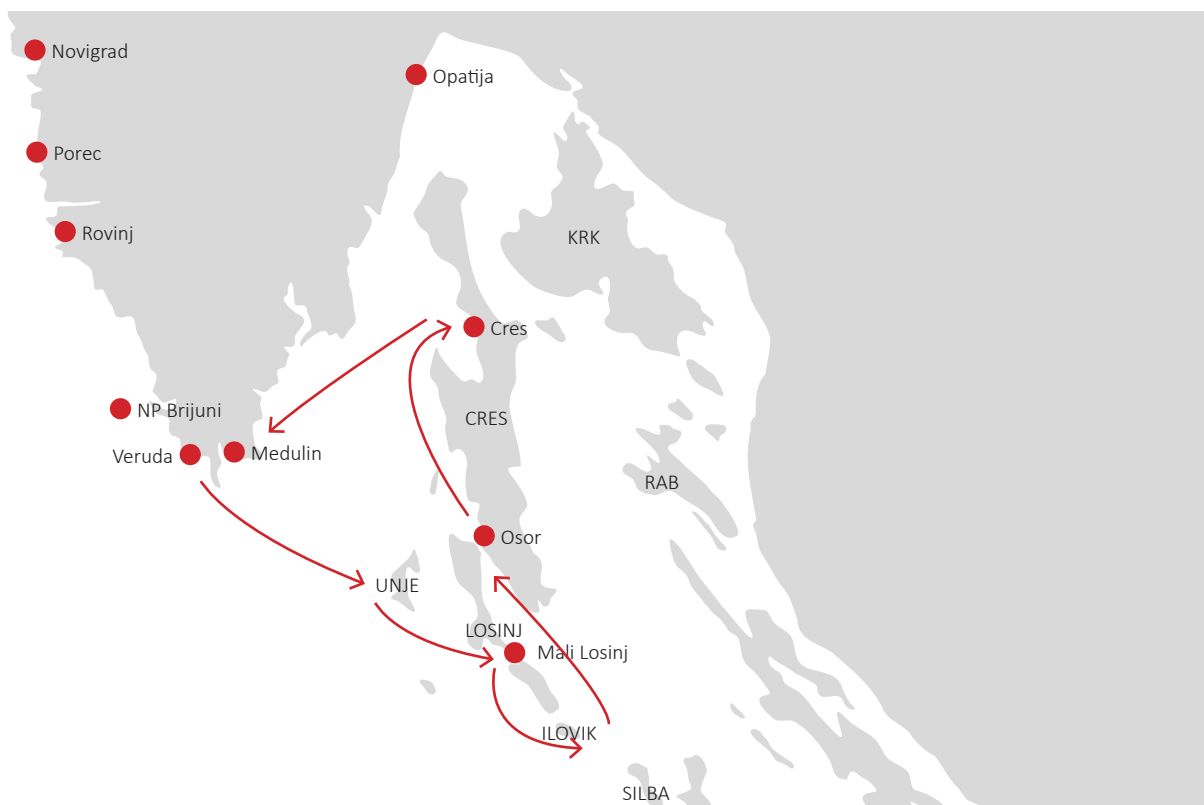 Novigrad
Opatija
Porec
Rovinj
KRK
Cres
NP Brijuni
CRES
Veruda
Medulin
RAB
Osor
UNJE
LOSINJ
Mali Losinj
ILOVIK
SILBA